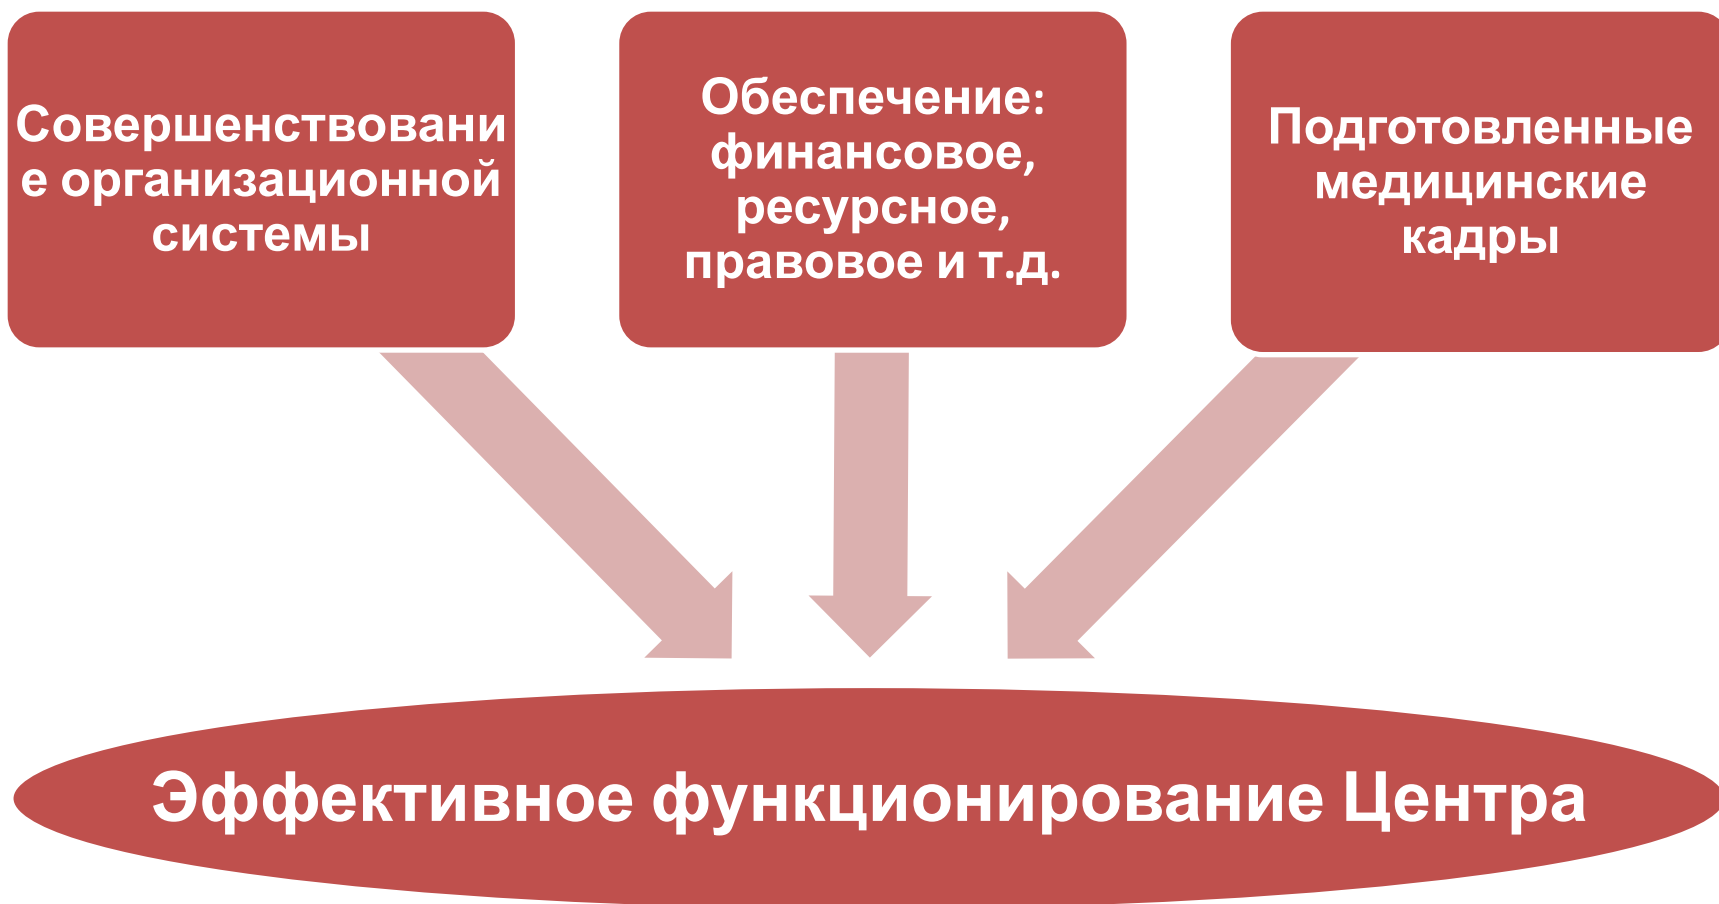 Совершенствовани
е организационной
системы
Обеспечение:
финансовое,
ресурсное,
правовое и т.д.
Подготовленные
медицинские
кадры
Эффективное функционирование Центра